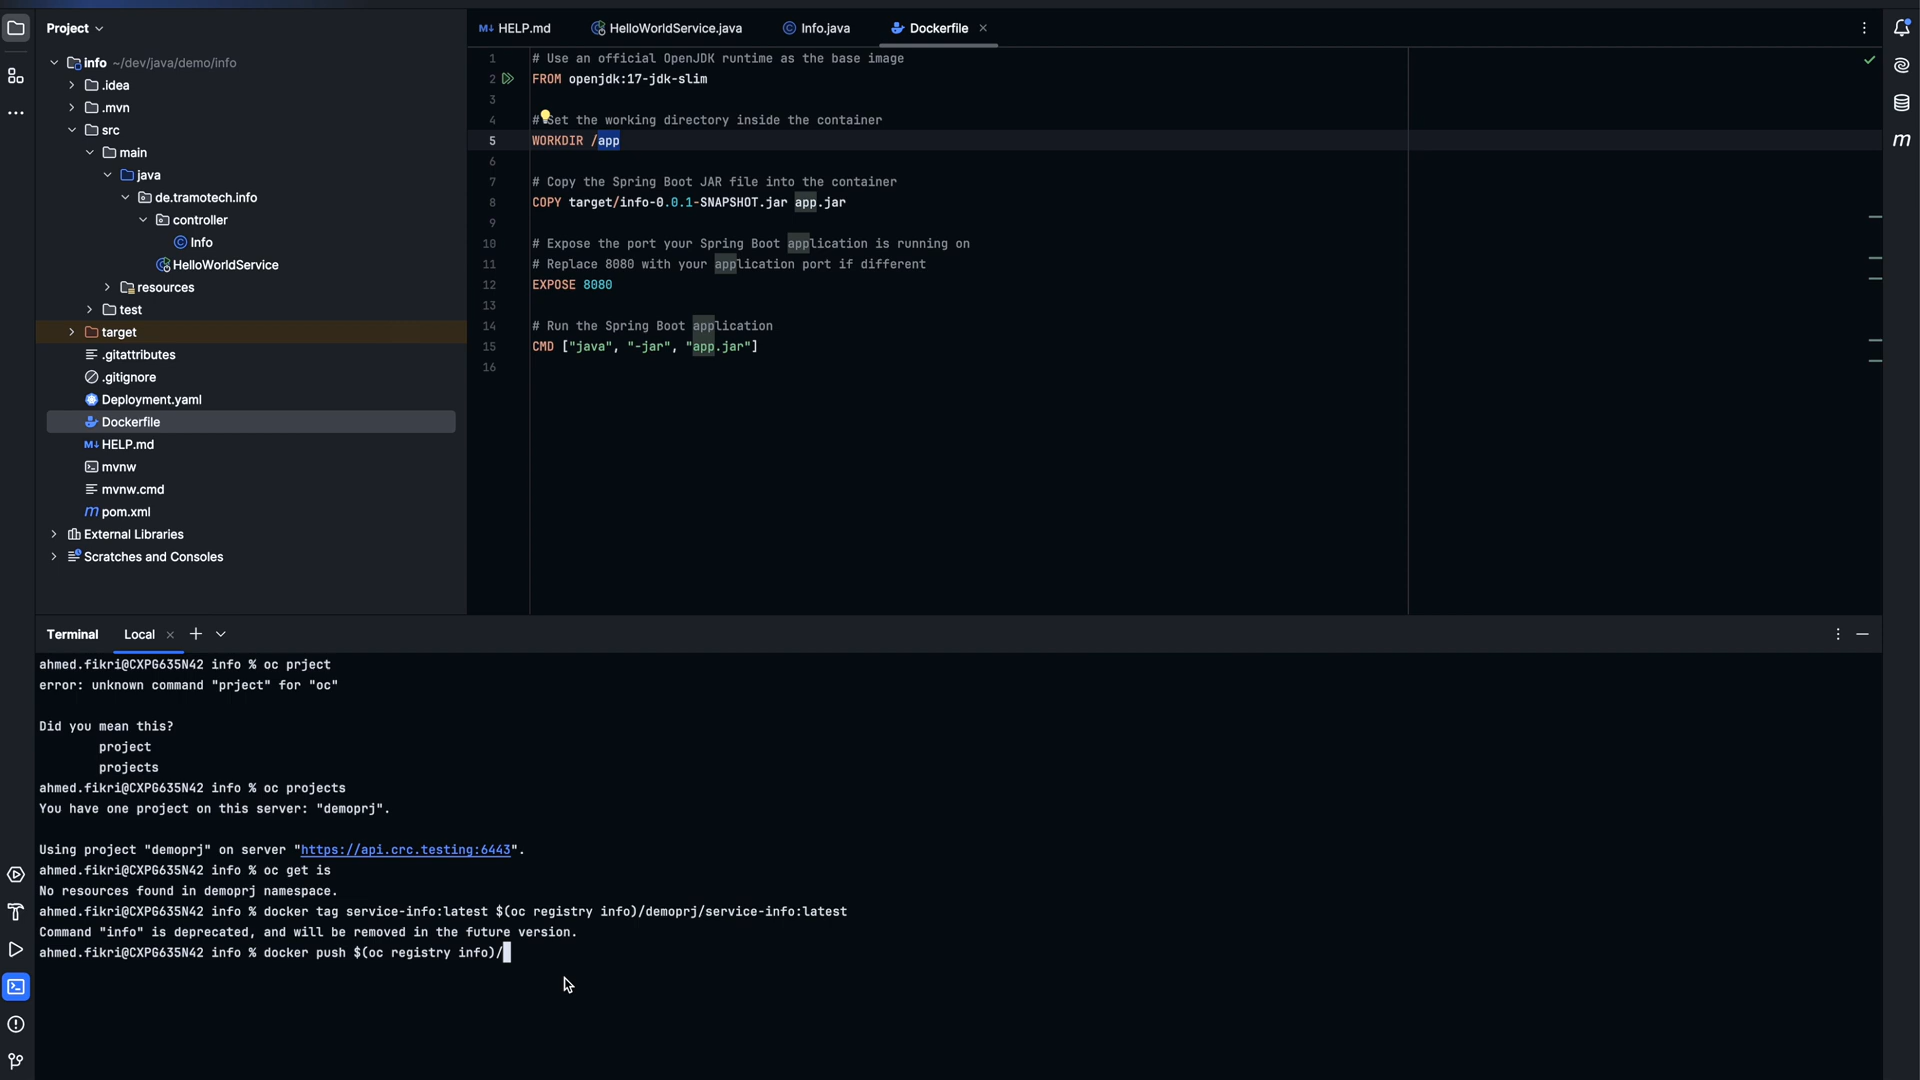 Project
info ~/dev/java/demo/info
.idea
.mvn
src
main
java
de.tramotech.info
controller
Info
HelloWorldService
resources
test
target
.gitattributes
.gitignore
Deployment.yaml
Dockerfile
HELP.md
mvnw
mvnw.cmd
pom.xml
External Libraries
Scratches and Consoles
HELP.md HelloWorldService.java Info.java Dockerfile
1 # Use an official OpenJDK runtime as the base image
2 FROM openjdk:17-jdk-slim
3
4 # Set the working directory inside the container
5 WORKDIR /app
6
7 # Copy the Spring Boot JAR file into the container
8 COPY target/info-0.0.1-SNAPSHOT.jar app.jar
9
10 # Expose the port your Spring Boot application is running on
11 # Replace 8080 with your application port if different
12 EXPOSE 8080
13
14 # Run the Spring Boot application
15 CMD ["java", "-jar", "app.jar"]
16
Terminal Local
ahmed.fikri@CXPG635N42 info % oc prject
error: unknown command "prject" for "oc"
Did you mean this?
project
projects
ahmed.fikri@CXPG635N42 info % oc projects
You have one project on this server: "demoprj".
Using project "demoprj" on server "https://api.crc.testing:6443".
ahmed.fikri@CXPG635N42 info % oc get is
No resources found in demoprj namespace.
ahmed.fikri@CXPG635N42 info % docker tag service-info:latest $(oc registry info)/demoprj/service-info:latest
Command "info" is deprecated, and will be removed in the future version.
ahmed.fikri@CXPG635N42 info % docker push $(oc registry info)/